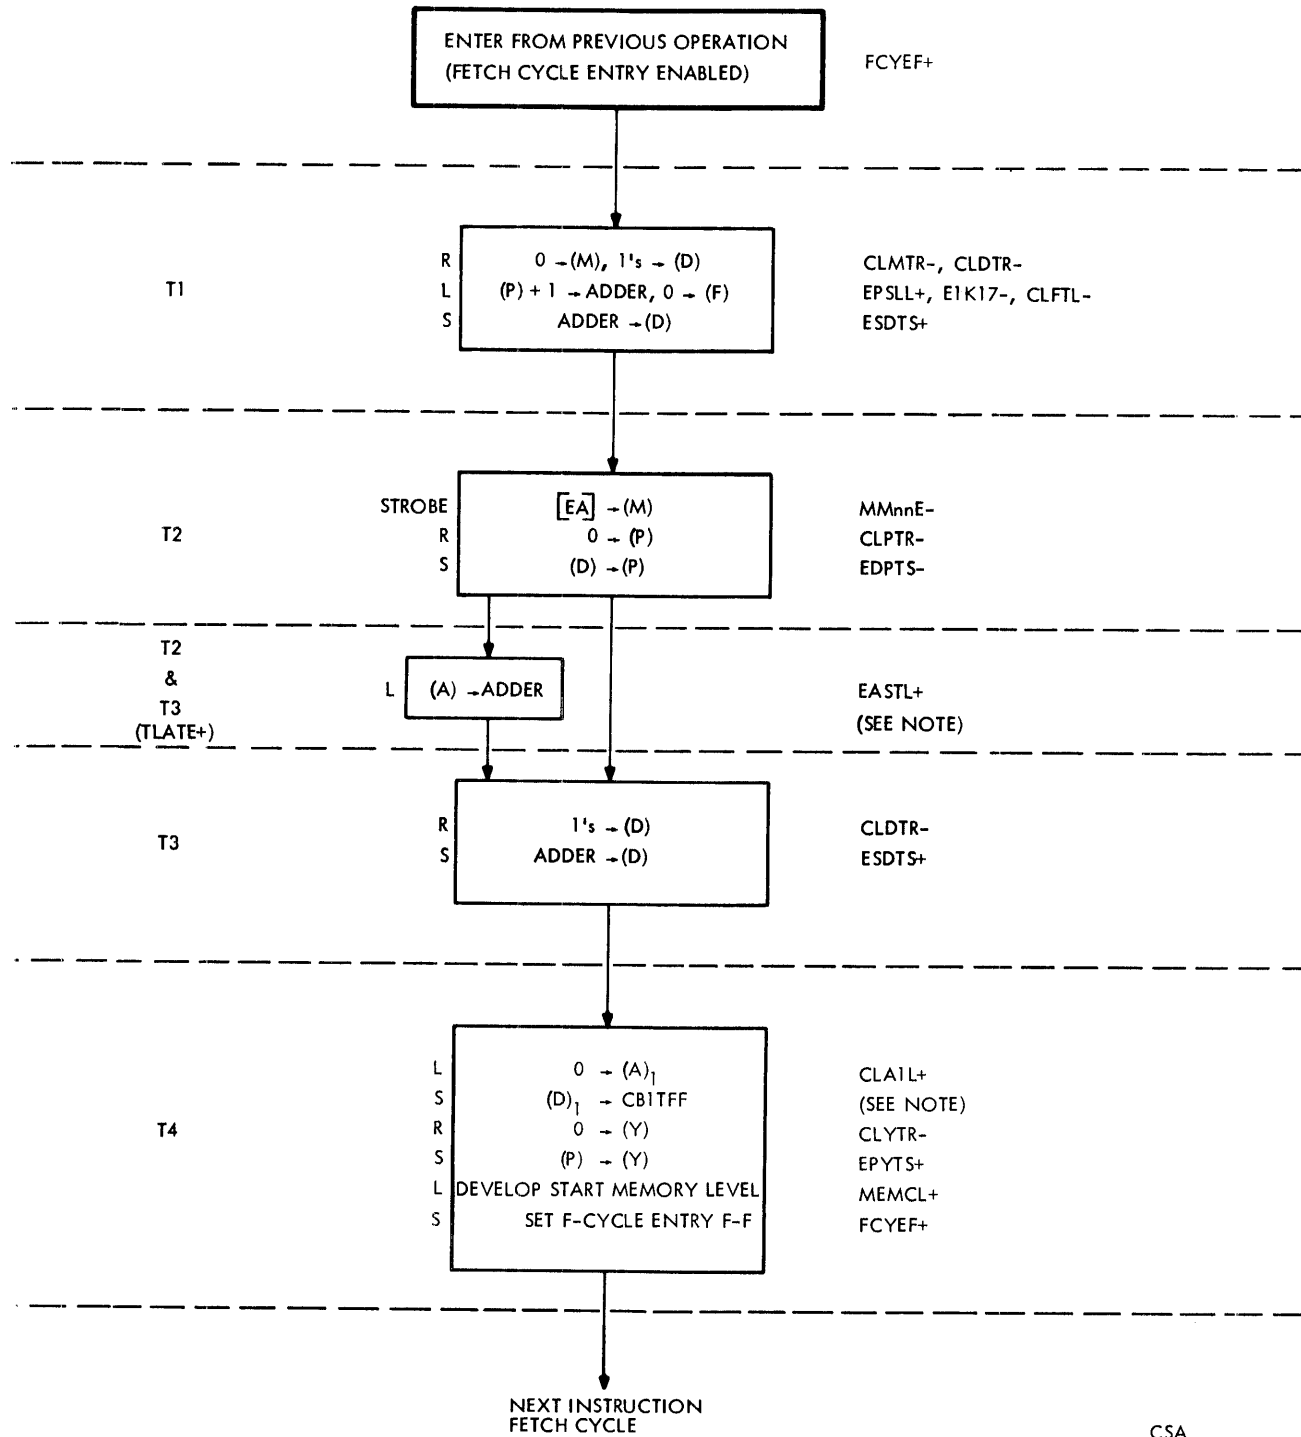 ENTER FROM PREVIOUS OPERATION
(FETCH CYCLE ENTRY ENABLED)
FCYEF+
T1
R 0 → (M), 1's → (D) CLMTR-, CLDTR-
L (P) + 1 → ADDER, 0 → (F) EPSLL+, E1K17-, CLFTL-
S ADDER → (D) ESDTS+
T2
STROBE [EA] → (M) MMnnE-
R 0 → (P) CLPTR-
S (D) → (P) EDPTS-
T2
&
T3
(TLATE+)
L (A) → ADDER EASTL+
(SEE NOTE)
T3
R 1's → (D) CLDTR-
S ADDER → (D) ESDTS+
T4
L 0 → (A)1 CLA1L+
S (D)1 → CB1TFF (SEE NOTE)
R 0 → (Y) CLYTR-
S (P) → (Y) EPYTS+
L DEVELOP START MEMORY LEVEL MEMCL+
S SET F-CYCLE ENTRY F-F FCYEF+
NEXT INSTRUCTION
FETCH CYCLE
CSA